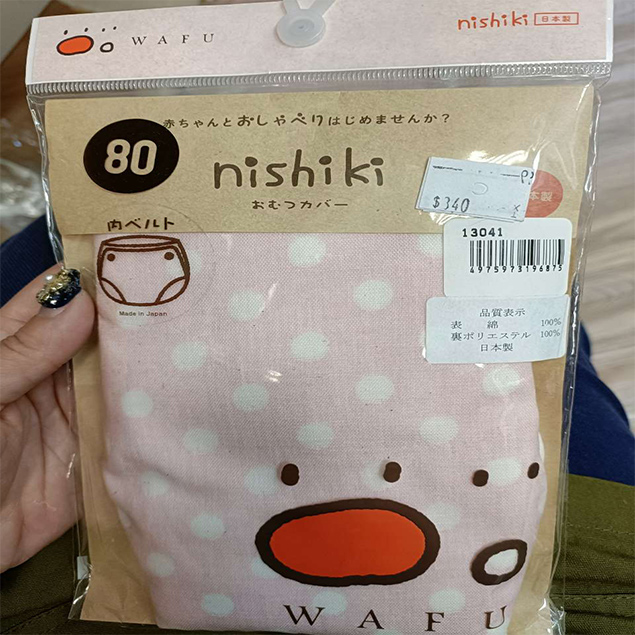 WAFU
nishiki 日本製
赤ちゃんとおしゃべりはじめませんか？
80
nishiki
おむつカバー
$340
製
内ベルト
Made in Japan
13041
4975973196875
品質表示
表 綿 100%
裏ポリエステル 100%
日本製
WAFU